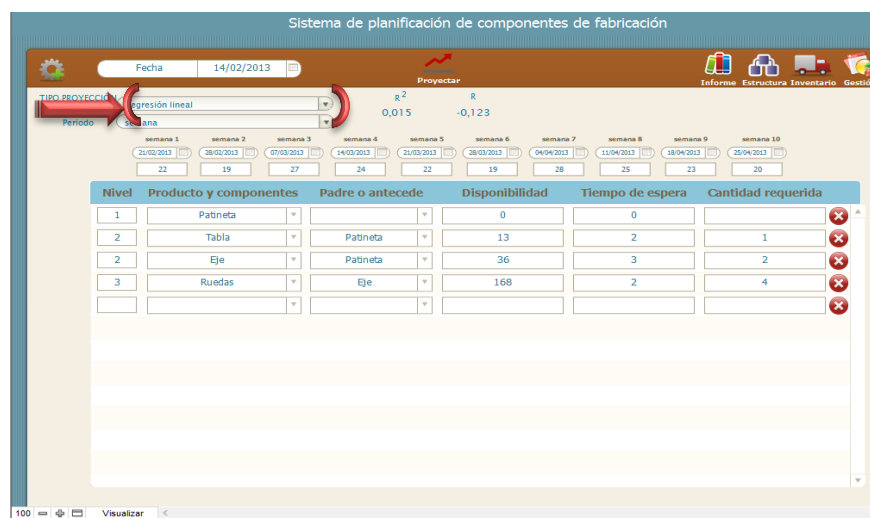 Sistema de planificación de componentes de fabricación
Fecha 14/02/2013
Proyectar
Informe Estructura Inventario Gestió
TIPO PROYECCIÓN
regresión lineal
R2 R
0,015 -0,123
Periodo semana
semana 1 semana 2 semana 3 semana 4 semana 5 semana 6 semana 7 semana 8 semana 9 semana 10
21/02/2013 28/02/2013 07/03/2013 14/03/2013 21/03/2013 28/03/2013 04/04/2013 11/04/2013 18/04/2013 25/04/2013
22 19 27 24 22 19 28 25 23 20
Nivel Producto y componentes Padre o antecede Disponibilidad Tiempo de espera Cantidad requerida
1 Patineta 0 0
2 Tabla Patineta 13 2 1
2 Eje Patineta 36 3 2
3 Ruedas Eje 168 2 4
100 Visualizar